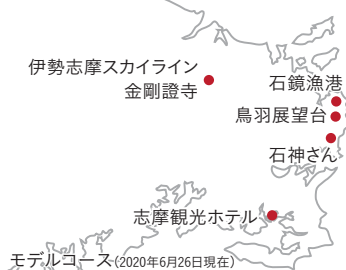 伊勢志摩スカイライン
金剛證寺
石鏡漁港
鳥羽展望台
石神さん
志摩観光ホテル
モデルコース(2020年6月26日現在)